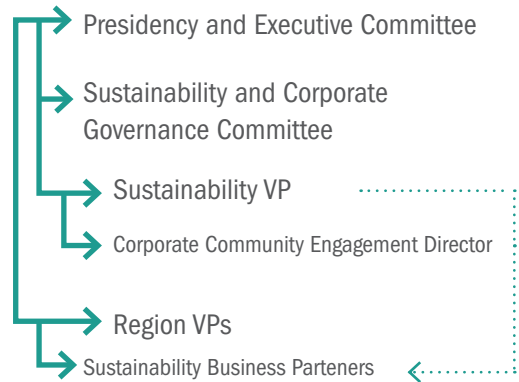 Presidency and Executive Committee
Sustainability and Corporate
Governance Committee
Sustainability VP
Corporate Community Engagement Director
Region VPs
Sustainability Business Parteners